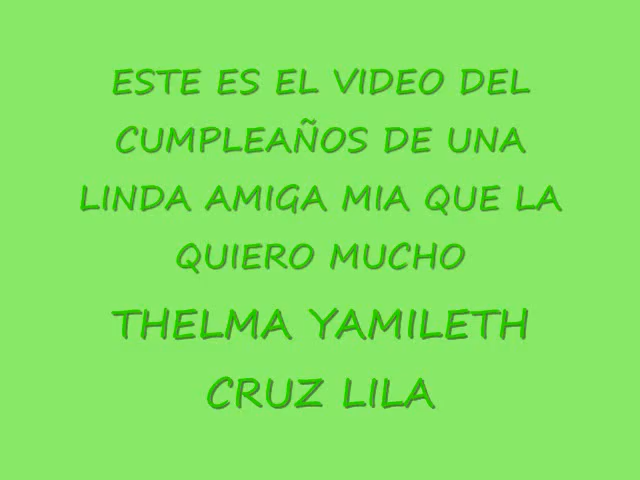 ESTE ES EL VIDEO DEL
CUMPLEAÑOS DE UNA
LINDA AMIGA MIA QUE LA
QUIERO MUCHO
THELMA YAMILETH
CRUZ LILA